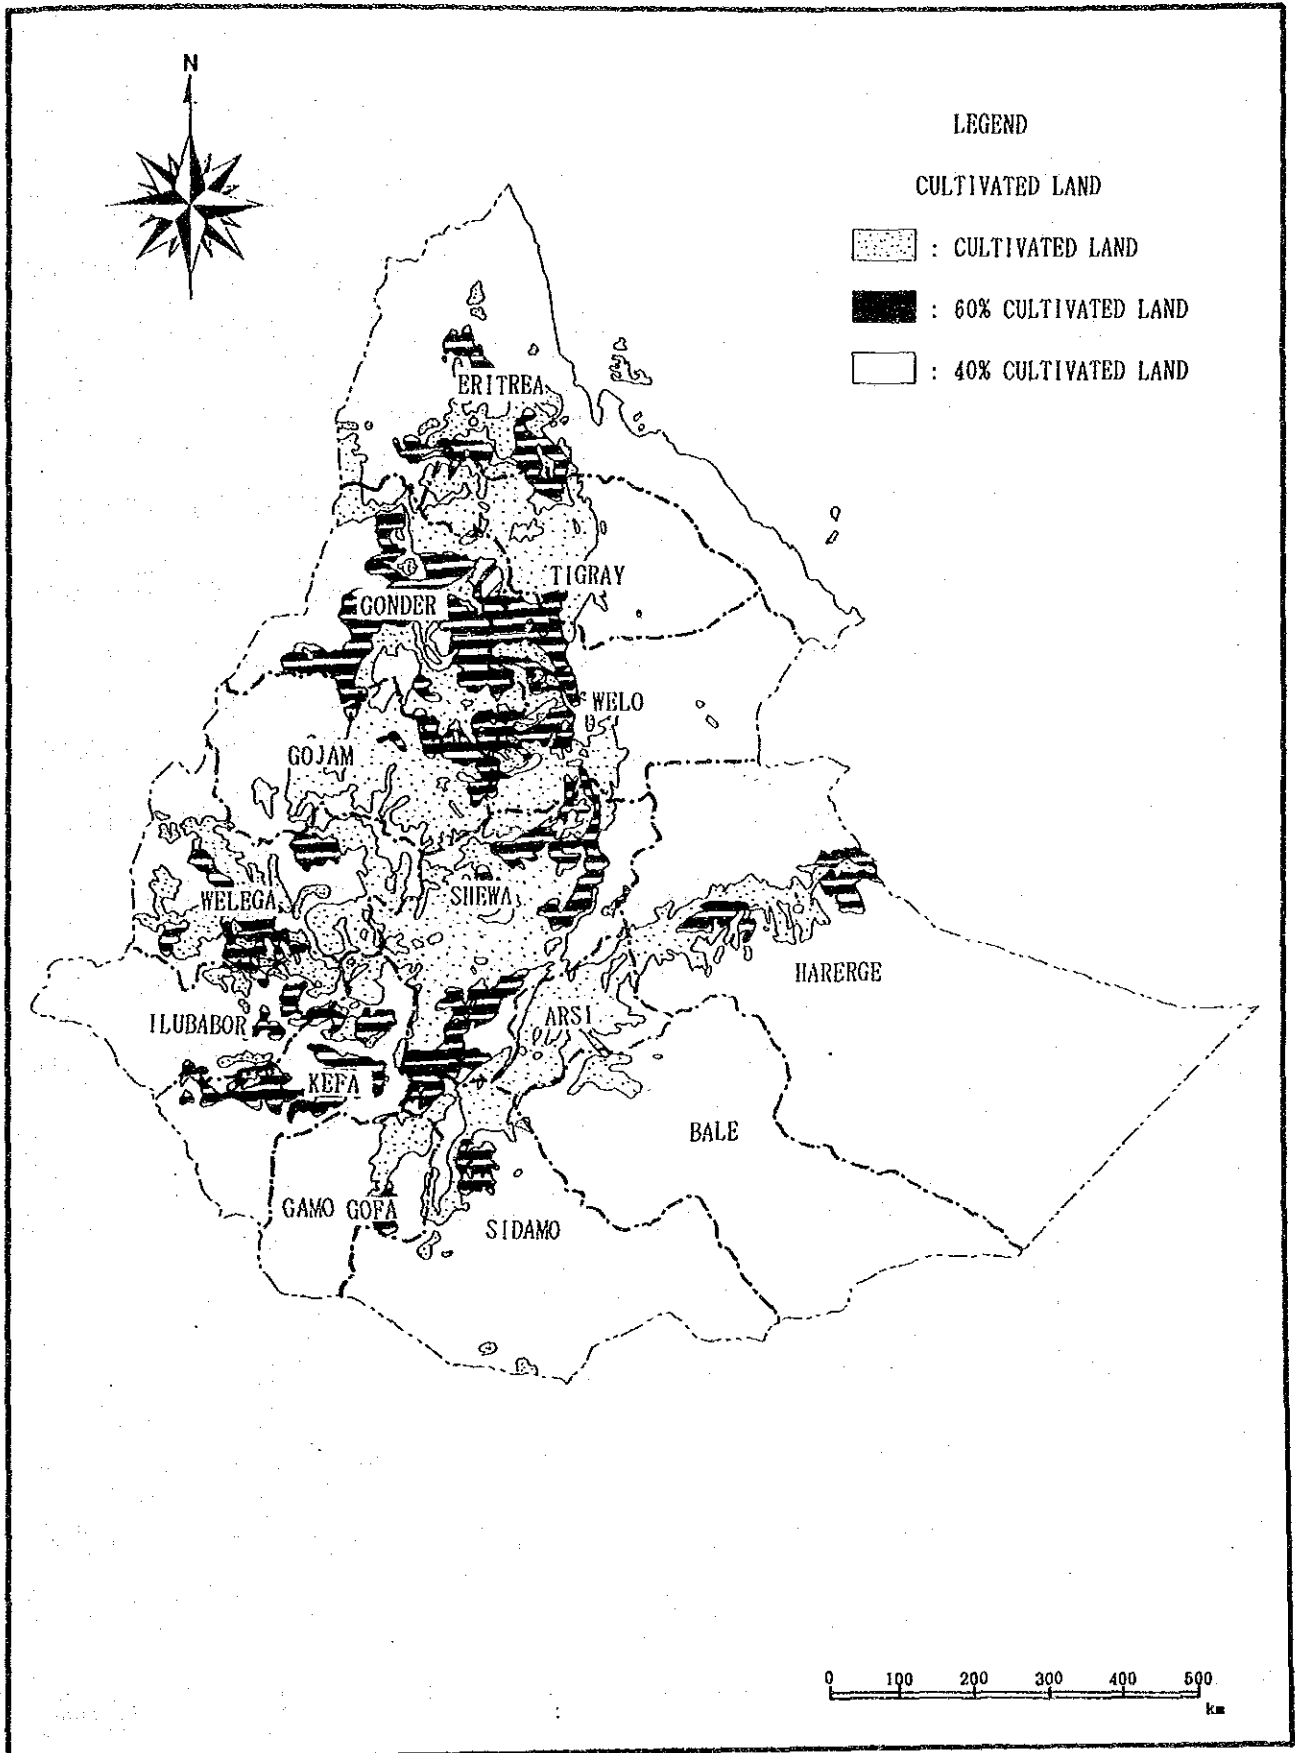 N
LEGEND
CULTIVATED LAND
: CULTIVATED LAND
: 60% CULTIVATED LAND
: 40% CULTIVATED LAND
ERITREA
TIGRAY
GONDER
WELO
GOJAM
WELEGA
SHEWA
HARERGE
ILUBABOR
ARSI
KEFA
BALE
GAMO GOFA
SIDAMO
0 100 200 300 400 500
km